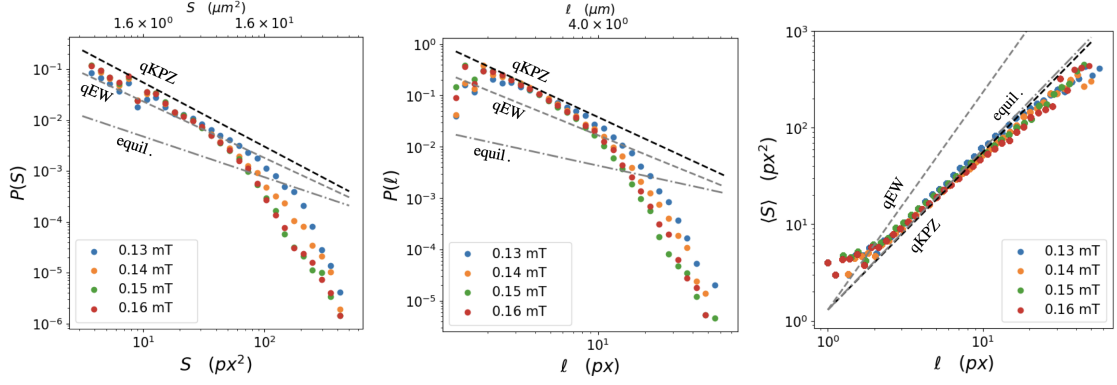 S (μm²)
1.6 × 10⁰ 1.6 × 10¹
10⁻¹
10⁻²
10⁻³
10⁻⁴
10⁻⁵
10⁻⁶
P(S)
qKPZ
qEW
equil.
0.13 mT
0.14 mT
0.15 mT
0.16 mT
10¹ 10²
S (px²)
ℓ (μm)
4.0 × 10⁰
10⁰
10⁻¹
10⁻²
10⁻³
10⁻⁴
10⁻⁵
P(ℓ)
qKPZ
qEW
equil.
0.13 mT
0.14 mT
0.15 mT
0.16 mT
10¹
ℓ (px)
10³
10²
10¹
10⁰
⟨S⟩ (px²)
equil.
qEW
qKPZ
0.13 mT
0.14 mT
0.15 mT
0.16 mT
10⁰ 10¹
ℓ (px)